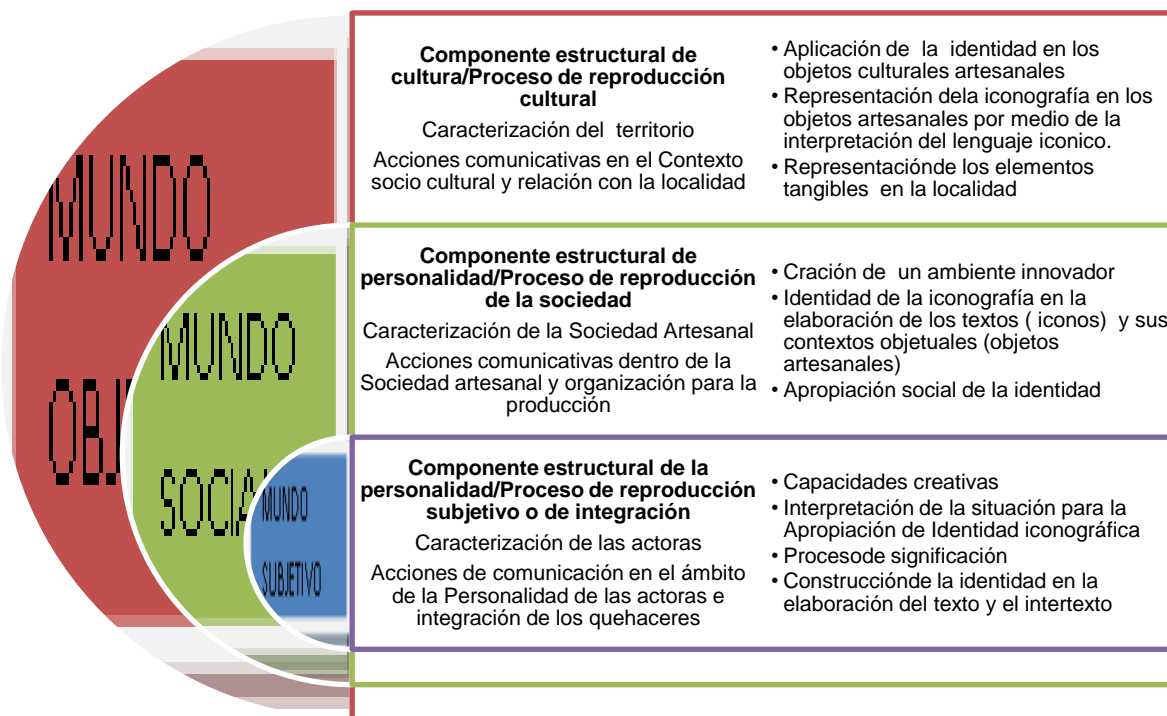 MUNDO
OBJ
Componente estructural de
cultura/Proceso de reproducción
cultural
Caracterización del territorio
Acciones comunicativas en el Contexto
socio cultural y relación con la localidad
• Aplicación de la identidad en los
objetos culturales artesanales
• Representación dela iconografía en los
objetos artesanales por medio de la
interpretación del lenguaje iconico.
• Representaciónde los elementos
tangibles en la localidad
MUNDO
SOCIA
Componente estructural de
personalidad/Proceso de reproducción
de la sociedad
Caracterización de la Sociedad Artesanal
Acciones comunicativas dentro de la
Sociedad artesanal y organización para la
producción
• Cración de un ambiente innovador
• Identidad de la iconografía en la
elaboración de los textos ( iconos) y sus
contextos objetuales (objetos
artesanales)
• Apropiación social de la identidad
MUNDO
SUBJETIVO
Componente estructural de la
personalidad/Proceso de reproducción
subjetivo o de integración
Caracterización de las actoras
Acciones de comunicación en el ámbito
de la Personalidad de las actoras e
integración de los quehaceres
• Capacidades creativas
• Interpretación de la situación para la
Apropiación de Identidad iconográfica
• Procesode significación
• Construcciónde la identidad en la
elaboración del texto y el intertexto